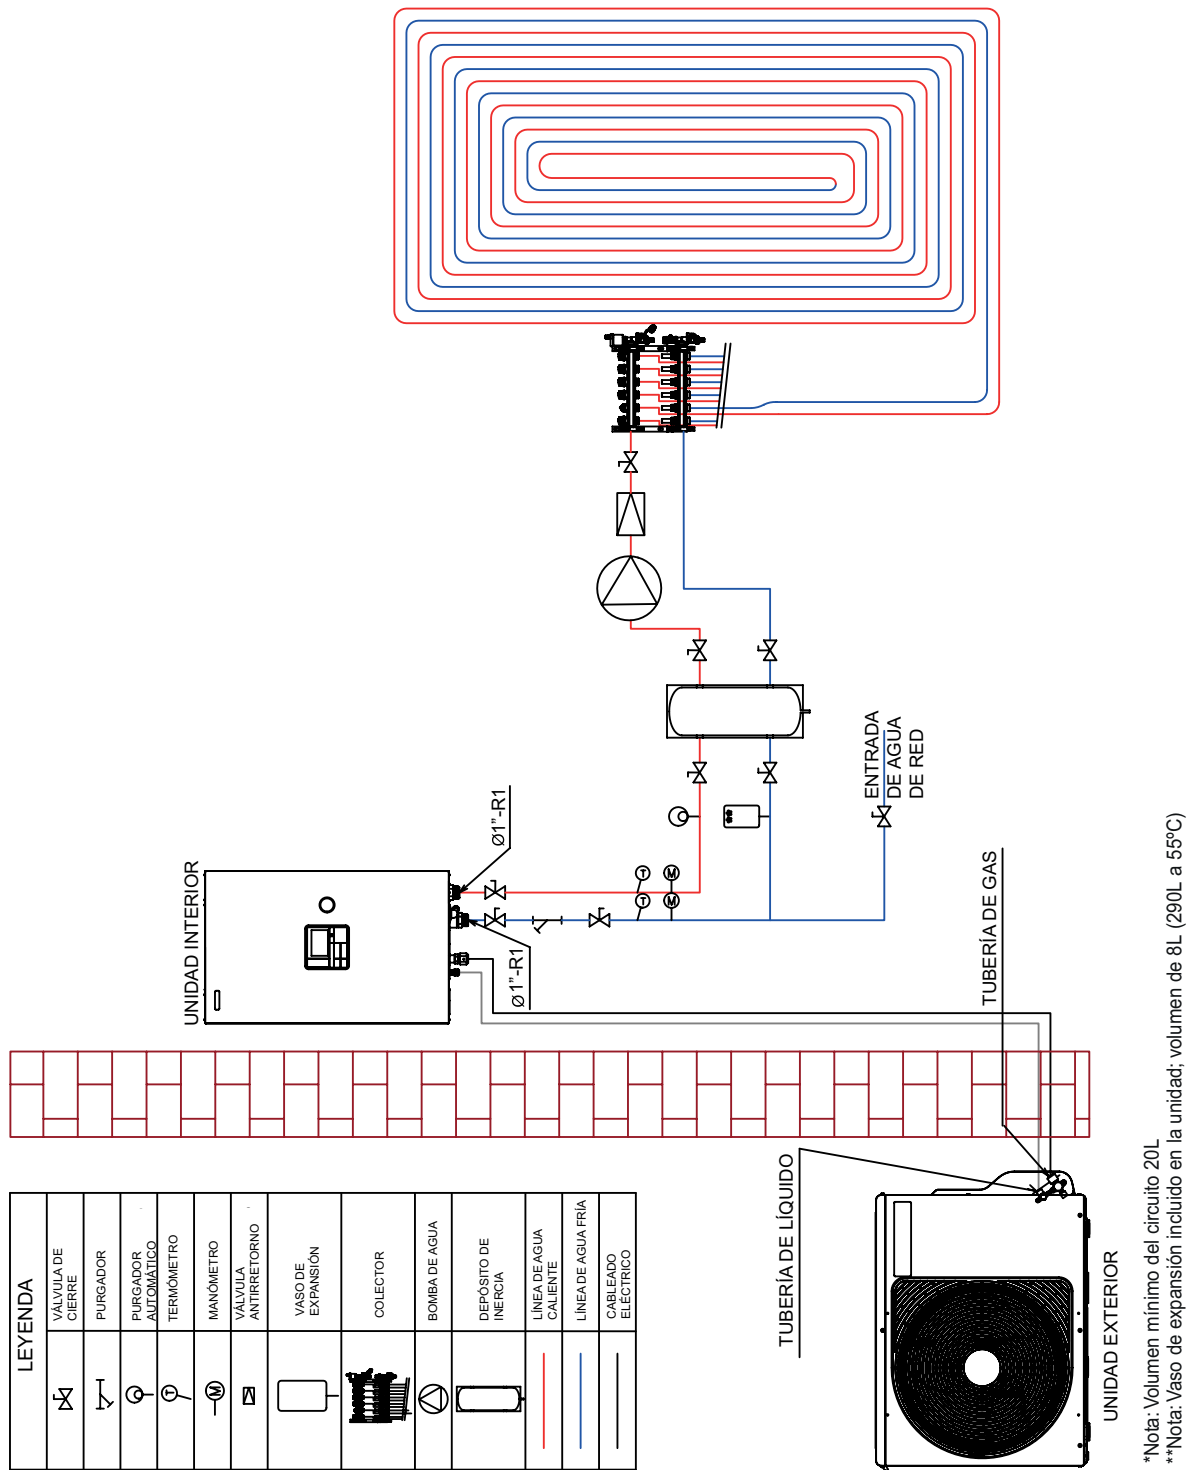 LEYENDA
VÁLVULA DE
CIERRE
PURGADOR
PURGADOR
AUTOMÁTICO
T
TERMÓMETRO
M
MANÓMETRO
VÁLVULA
ANTIRRETORNO
VASO DE
EXPANSIÓN
COLECTOR
BOMBA DE AGUA
DEPÓSITO DE
INERCIA
LÍNEA DE AGUA
CALIENTE
LÍNEA DE AGUA FRÍA
CABLEADO
ELÉCTRICO
UNIDAD INTERIOR
Ø1"-R1
Ø1"-R1
T
T
M
M
ENTRADA
DE AGUA
DE RED
TUBERÍA DE GAS
TUBERÍA DE LÍQUIDO
UNIDAD EXTERIOR
*Nota: Volumen mínimo del circuito 20L
**Nota: Vaso de expansión incluido en la unidad; volumen de 8L (290L a 55ºC)